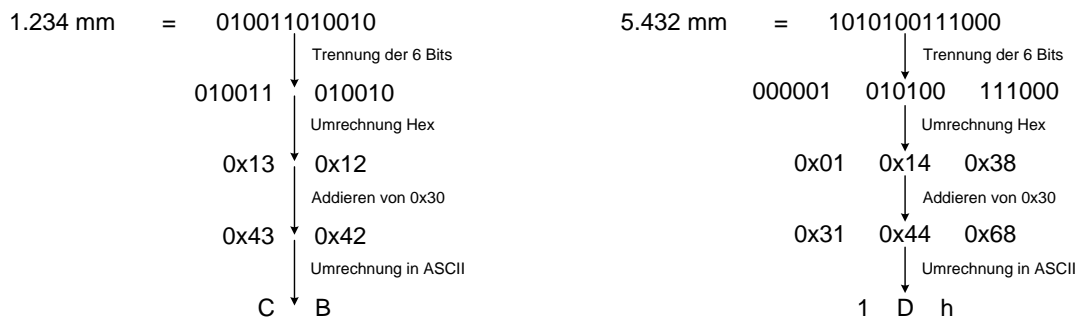 1.234 mm = 010011010010
Trennung der 6 Bits
010011 010010
Umrechnung Hex
0x13 0x12
Addieren von 0x30
0x43 0x42
Umrechnung in ASCII
C B
5.432 mm = 1010100111000
Trennung der 6 Bits
000001 010100 111000
Umrechnung Hex
0x01 0x14 0x38
Addieren von 0x30
0x31 0x44 0x68
Umrechnung in ASCII
1 D h